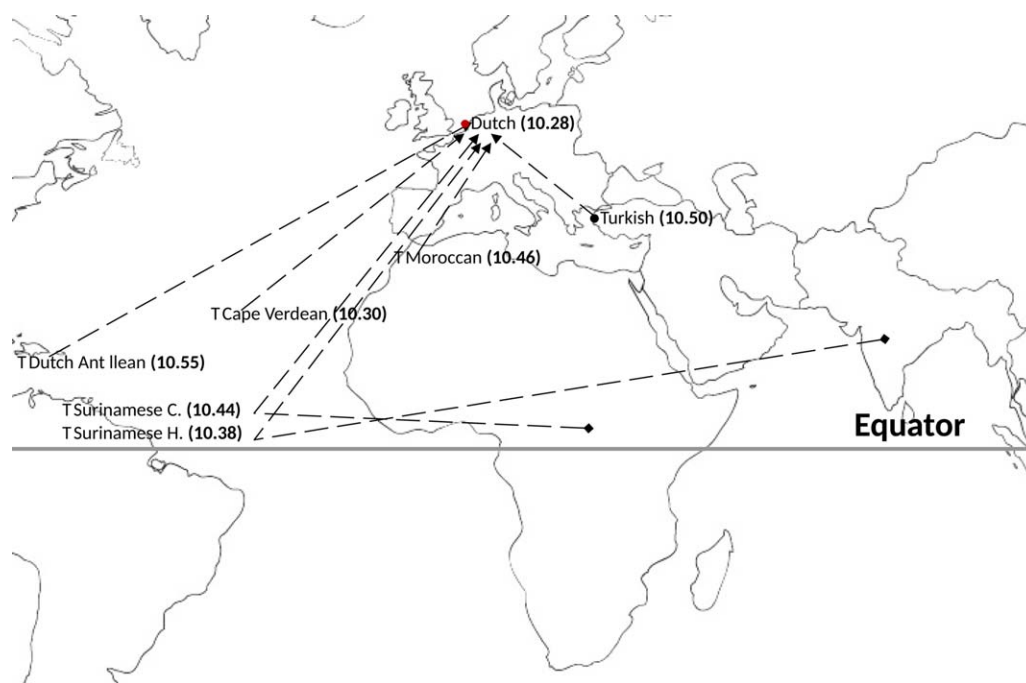 Dutch (10.28)
Turkish (10.50)
T Moroccan (10.46)
T Cape Verdean (10.30)
T Dutch Ant llean (10.55)
T Surinamese C. (10.44)
T Surinamese H. (10.38)
Equator